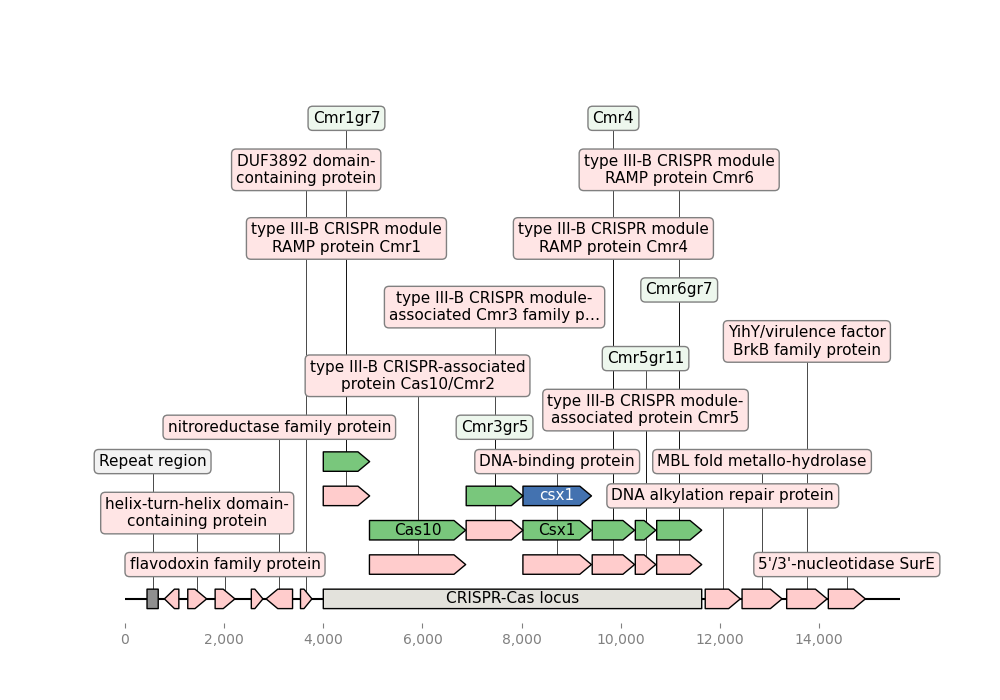 Cmr1gr7
Cmr4
DUF3892 domain-
containing protein
type III-B CRISPR module
RAMP protein Cmr6
type III-B CRISPR module
RAMP protein Cmr1
type III-B CRISPR module
RAMP protein Cmr4
Cmr6gr7
type III-B CRISPR module-
associated Cmr3 family p...
YihY/virulence factor
BrkB family protein
Cmr5gr11
type III-B CRISPR-associated
protein Cas10/Cmr2
type III-B CRISPR module-
associated protein Cmr5
nitroreductase family protein
Cmr3gr5
Repeat region
DNA-binding protein
MBL fold metallo-hydrolase
helix-turn-helix domain-
containing protein
csx1
DNA alkylation repair protein
Cas10
Csx1
flavodoxin family protein
5'/3'-nucleotidase SurE
CRISPR-Cas locus
0
2,000
4,000
6,000
8,000
10,000
12,000
14,000